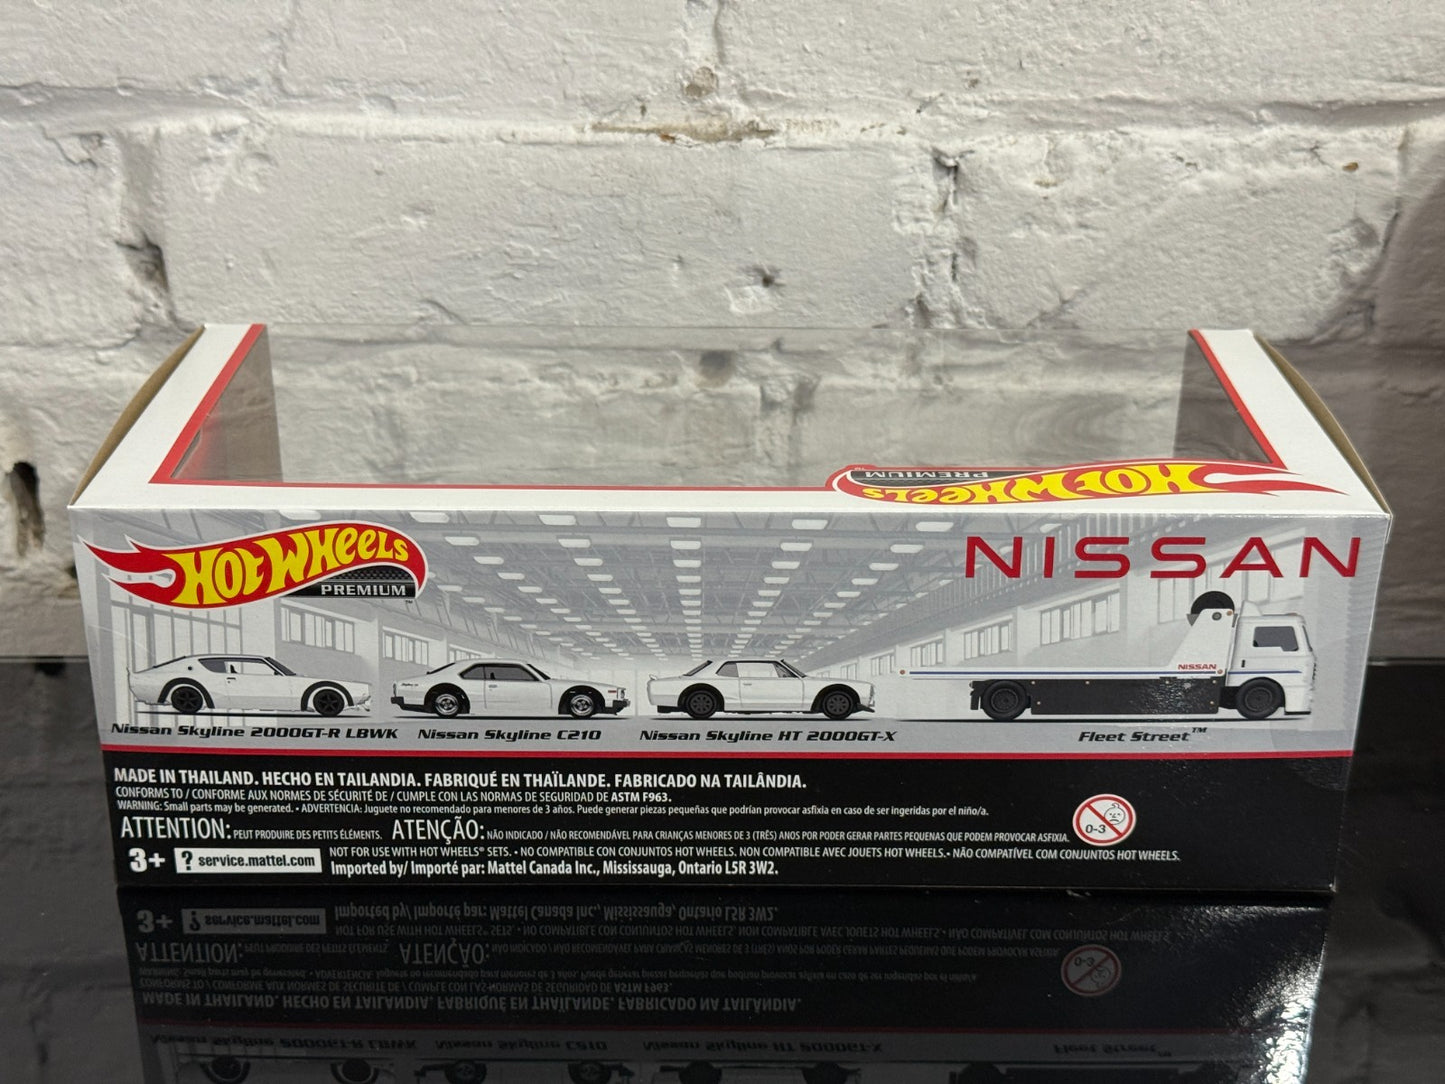 HOT WHEELS
PREMIUM
TM
HOT WHEELS
PREMIUM
TM
NISSAN
NISSAN
Nissan Skyline 2000GT-R LBWK
Nissan Skyline C210
Nissan Skyline HT 2000GT-X
Fleet Street™
MADE IN THAILAND. HECHO EN TAILANDIA. FABRIQUÉ EN THAÏLANDE. FABRICADO NA TAILÂNDIA.
CONFORMS TO / CONFORME AUX NORMES DE SÉCURITÉ DE / CUMPLE CON LAS NORMAS DE SEGURIDAD DE ASTM F963.
WARNING: Small parts may be generated. • ADVERTENCIA: Juguete no recomendado para menores de 3 años. Puede generar piezas pequeñas que podrían provocar asfixia en caso de ser ingeridas por el niño/a.
ATTENTION: PEUT PRODUIRE DES PETITS ÉLÉMENTS. ATENÇÃO: NÃO INDICADO / NÃO RECOMENDÁVEL PARA CRIANÇAS MENORES DE 3 (TRÊS) ANOS POR PODER GERAR PARTES PEQUENAS QUE PODEM PROVOCAR ASFIXIA.
0-3
3+ ? service.mattel.com
NOT FOR USE WITH HOT WHEELS® SETS. • NO COMPATIBLE CON CONJUNTOS HOT WHEELS. NON COMPATIBLE AVEC JOUETS HOT WHEELS. • NÃO COMPATÍVEL COM CONJUNTOS HOT WHEELS.
Imported by/ Importé par: Mattel Canada Inc., Mississauga, Ontario L5R 3W2.